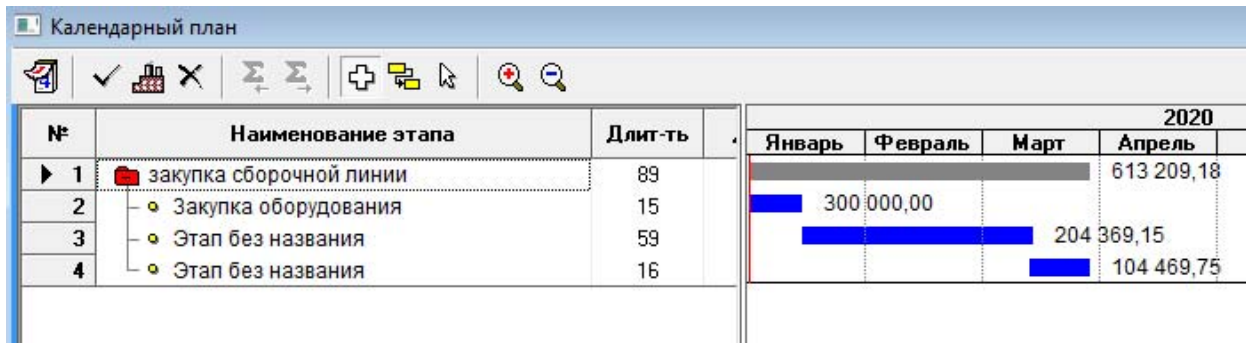 Календарный план
№ Наименование этапа Длит-ть 2020
Январь Февраль Март Апрель
1 закупка сборочной линии 89 613 209,18
2 Закупка оборудования 15 300 000,00
3 Этап без названия 59 204 369,15
4 Этап без названия 16 104 469,75